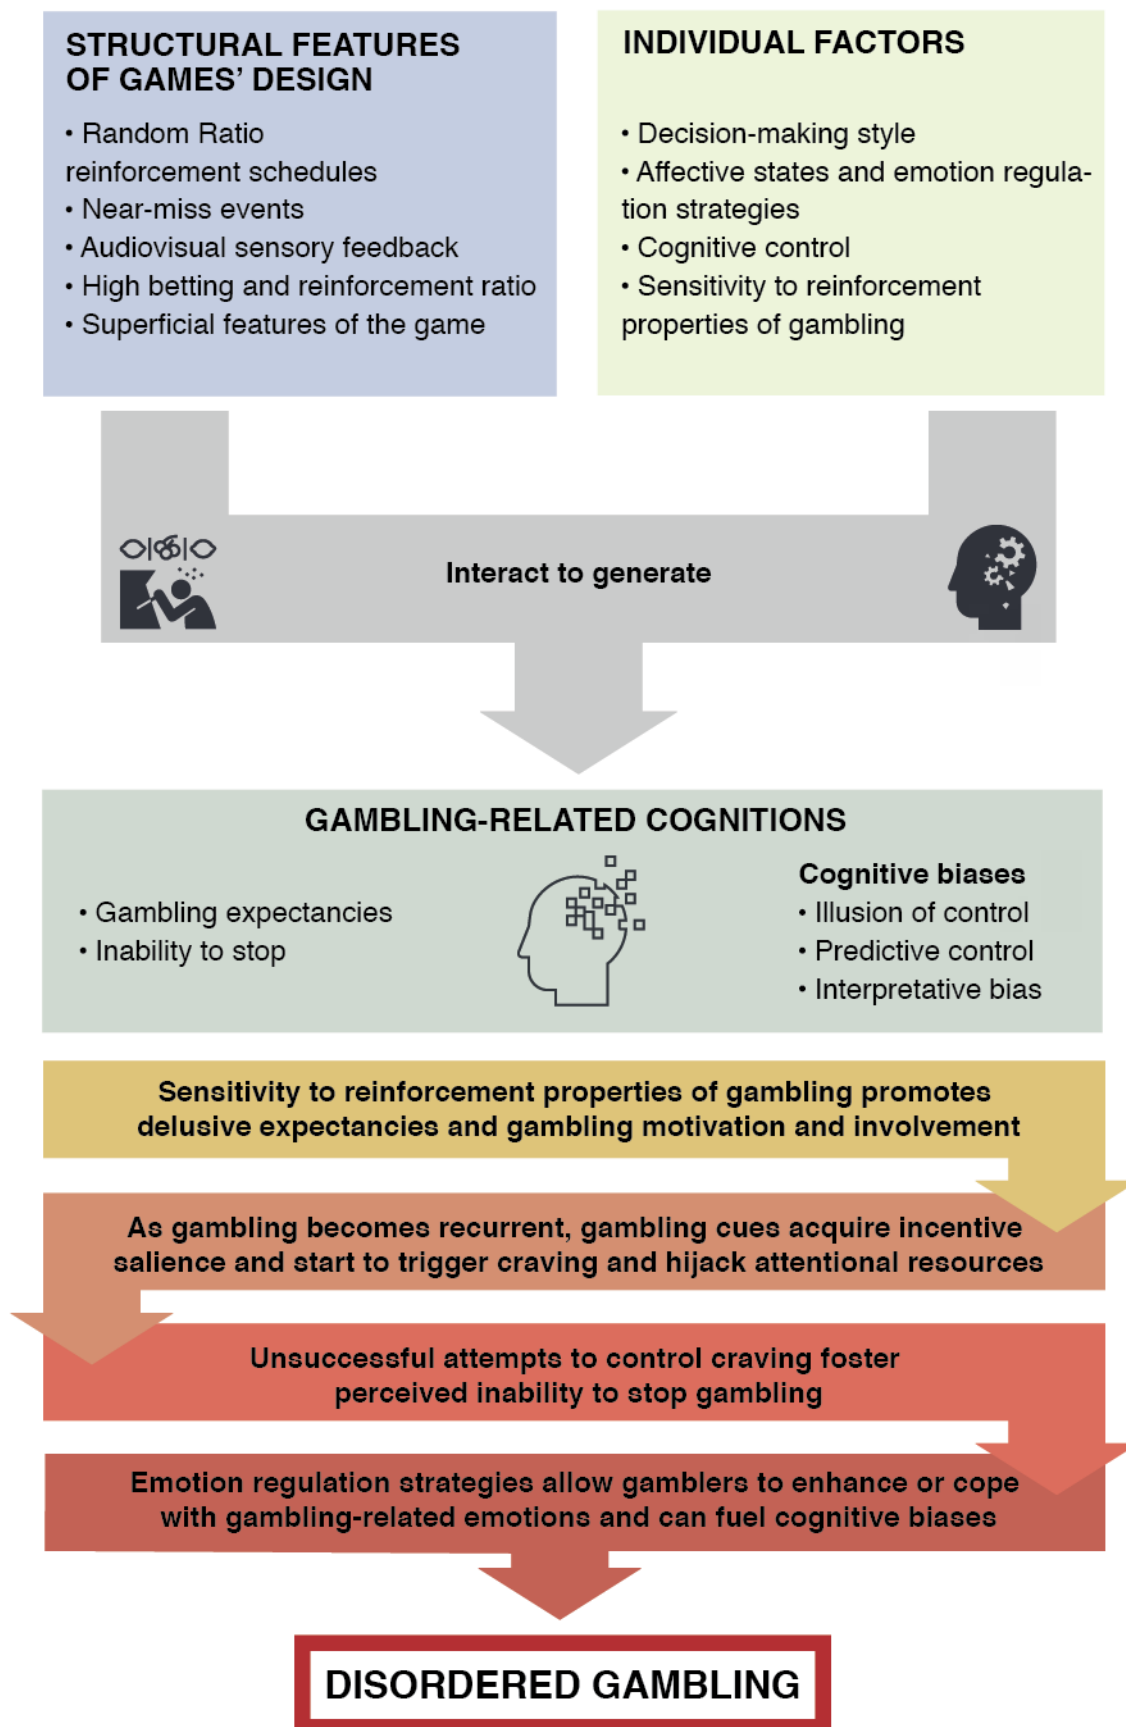 STRUCTURAL FEATURES
OF GAMES’ DESIGN
• Random Ratio
reinforcement schedules
• Near-miss events
• Audiovisual sensory feedback
• High betting and reinforcement ratio
• Superficial features of the game
INDIVIDUAL FACTORS
• Decision-making style
• Affective states and emotion regula-
tion strategies
• Cognitive control
• Sensitivity to reinforcement
properties of gambling
Interact to generate
GAMBLING-RELATED COGNITIONS
• Gambling expectancies
• Inability to stop
Cognitive biases
• Illusion of control
• Predictive control
• Interpretative bias
Sensitivity to reinforcement properties of gambling promotes
delusive expectancies and gambling motivation and involvement
As gambling becomes recurrent, gambling cues acquire incentive
salience and start to trigger craving and hijack attentional resources
Unsuccessful attempts to control craving foster
perceived inability to stop gambling
Emotion regulation strategies allow gamblers to enhance or cope
with gambling-related emotions and can fuel cognitive biases
DISORDERED GAMBLING